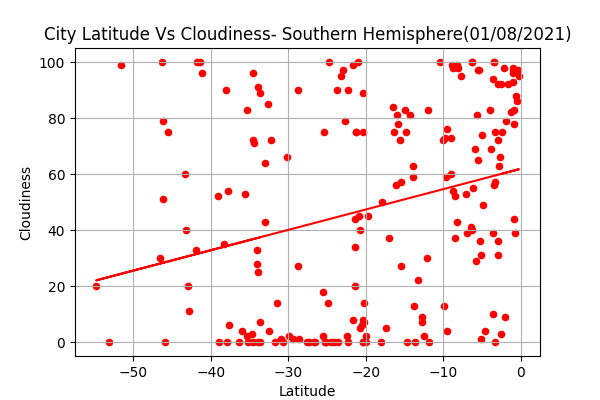 City Latitude Vs Cloudiness- Southern Hemisphere(01/08/2021)
100
80
60
40
20
0
Cloudiness
−50 −40 −30 −20 −10 0
Latitude